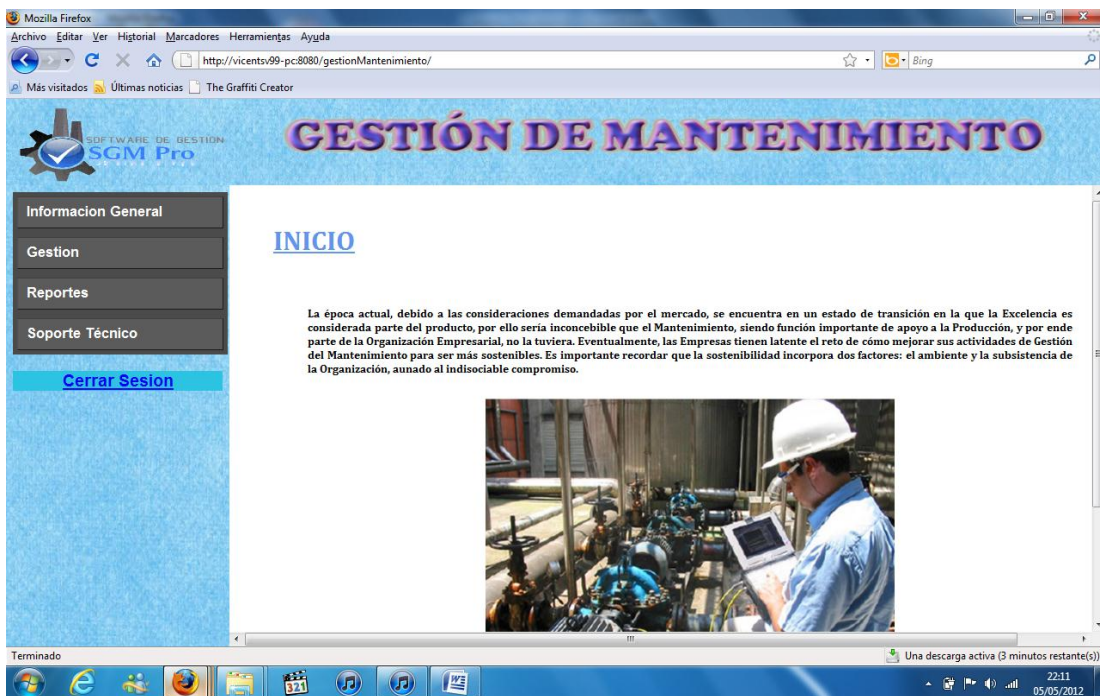 Mozilla Firefox
Archivo Editar Ver Historial Marcadores Herramientas Ayuda
http://vicentsv99-pc:8080/gestionMantenimiento/
Bing
Más visitados Últimas noticias The Graffiti Creator
SOFTWARE DE GESTION
SGM Pro
GESTIÓN DE MANTENIMIENTO
Informacion General
Gestion
Reportes
Soporte Técnico
Cerrar Sesion
INICIO
La época actual, debido a las consideraciones demandadas por el mercado, se encuentra en un estado de transición en la que la Excelencia es
considerada parte del producto, por ello sería inconcebible que el Mantenimiento, siendo función importante de apoyo a la Producción, y por ende
parte de la Organización Empresarial, no la tuviera. Eventualmente, las Empresas tienen latente el reto de cómo mejorar sus actividades de Gestión
del Mantenimiento para ser más sostenibles. Es importante recordar que la sostenibilidad incorpora dos factores: el ambiente y la subsistencia de
la Organización, aunado al indisociable compromiso.
Terminado
Una descarga activa (3 minutos restante(s))
321
22:11
05/05/2012